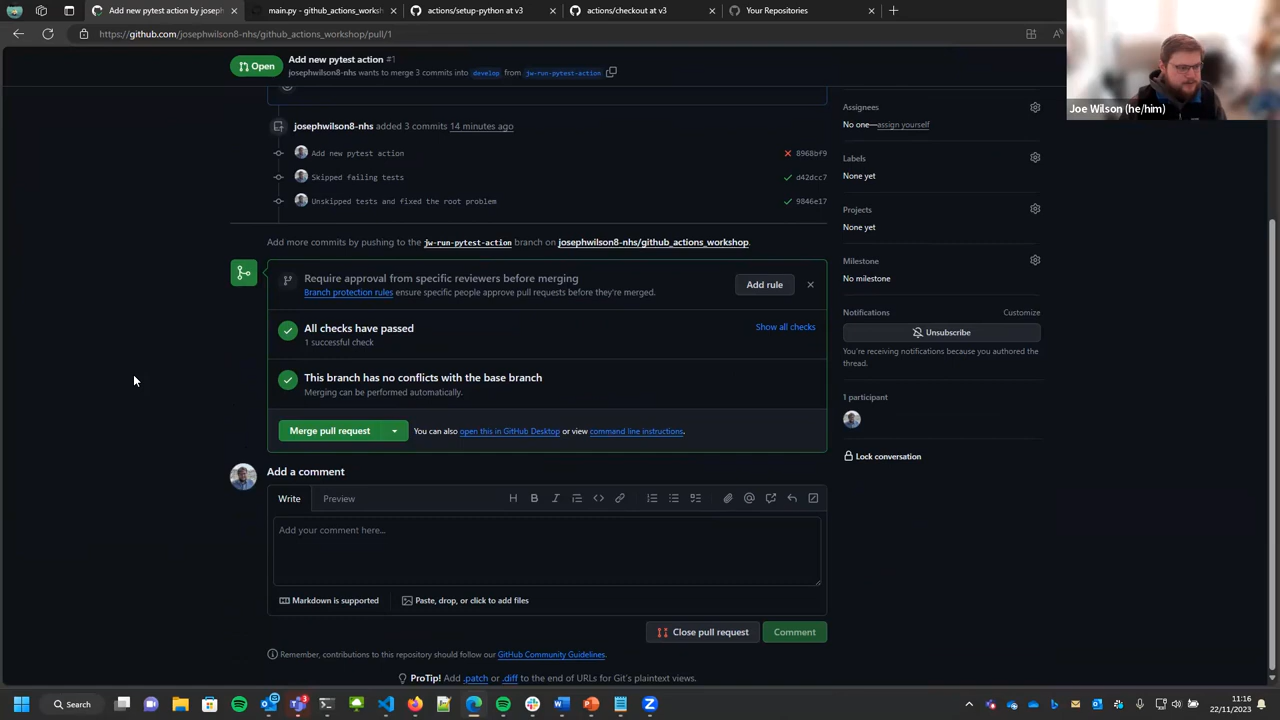 Add new pytest action by joseph
main.py - github_actions_worksh
actions/setup-python at v3
actions/checkout at v3
Your Repositories
https://github.com/josephwilson8-nhs/github_actions_workshop/pull/1
Joe Wilson (he/him)
Open
Add new pytest action #1
josephwilson8-nhs wants to merge 3 commits into develop from jw-run-pytest-action
josephwilson8-nhs added 3 commits 14 minutes ago
Add new pytest action 8968bf9
Skipped failing tests d42dcc7
Unskipped tests and fixed the root problem 9846e17
Add more commits by pushing to the jw-run-pytest-action branch on josephwilson8-nhs/github_actions_workshop.
Require approval from specific reviewers before merging
Branch protection rules ensure specific people approve pull requests before they're merged.
Add rule
All checks have passed
1 successful check
Show all checks
This branch has no conflicts with the base branch
Merging can be performed automatically.
Merge pull request
You can also open this in GitHub Desktop or view command line instructions.
Add a comment
Write
Preview
Add your comment here...
Markdown is supported
Paste, drop, or click to add files
Close pull request
Comment
Remember, contributions to this repository should follow our GitHub Community Guidelines.
ProTip! Add .patch or .diff to the end of URLs for Git's plaintext views.
Assignees
No one—assign yourself
Labels
None yet
Projects
None yet
Milestone
No milestone
Notifications
Customize
Unsubscribe
You're receiving notifications because you authored the
thread.
1 participant
Lock conversation
Search
11:16
22/11/2023